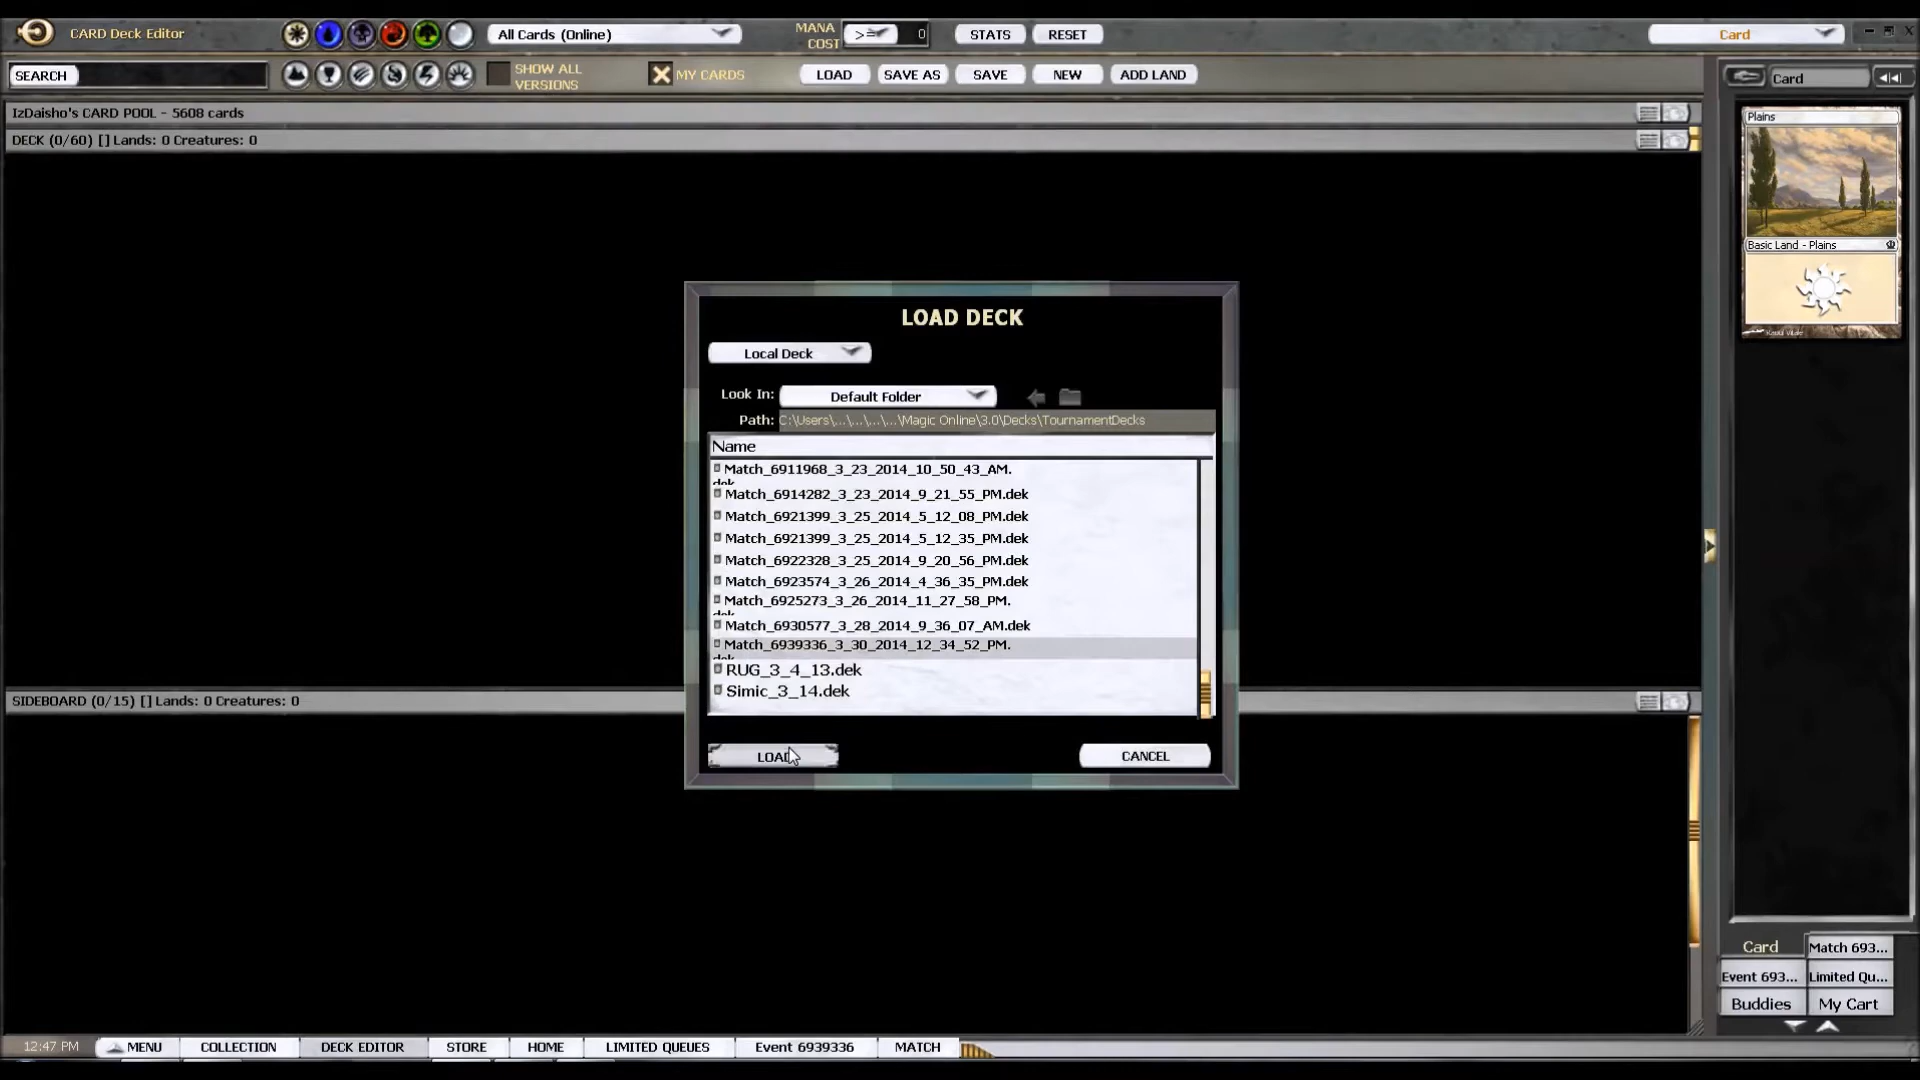 CARD Deck Editor
All Cards (Online)
MANA COST
>=
0
STATS
RESET
Card
SEARCH
SHOW ALL VERSIONS
MY CARDS
LOAD
SAVE AS
SAVE
NEW
ADD LAND
Card
IzDaisho's CARD POOL - 5608 cards
DECK (0/60) [] Lands: 0 Creatures: 0
Plains
Basic Land - Plains
LOAD DECK
Local Deck
Look In: Default Folder
Path: C:\Users\...\...\...\...\Magic Online\3.0\Decks\TournamentDecks
Name
Match_6911968_3_23_2014_10_50_43_AM.
dek
Match_6914282_3_23_2014_9_21_55_PM.dek
Match_6921399_3_25_2014_5_12_08_PM.dek
Match_6921399_3_25_2014_5_12_35_PM.dek
Match_6922328_3_25_2014_9_20_56_PM.dek
Match_6923574_3_26_2014_4_36_35_PM.dek
Match_6925273_3_26_2014_11_27_58_PM.
dek
Match_6930577_3_28_2014_9_36_07_AM.dek
Match_6939336_3_30_2014_12_34_52_PM.
dek
RUG_3_4_13.dek
Simic_3_14.dek
SIDEBOARD (0/15) [] Lands: 0 Creatures: 0
LOAD
CANCEL
Card
Match 693...
Event 693...
Limited Qu...
Buddies
My Cart
12:47 PM
MENU
COLLECTION
DECK EDITOR
STORE
HOME
LIMITED QUEUES
Event 6939336
MATCH